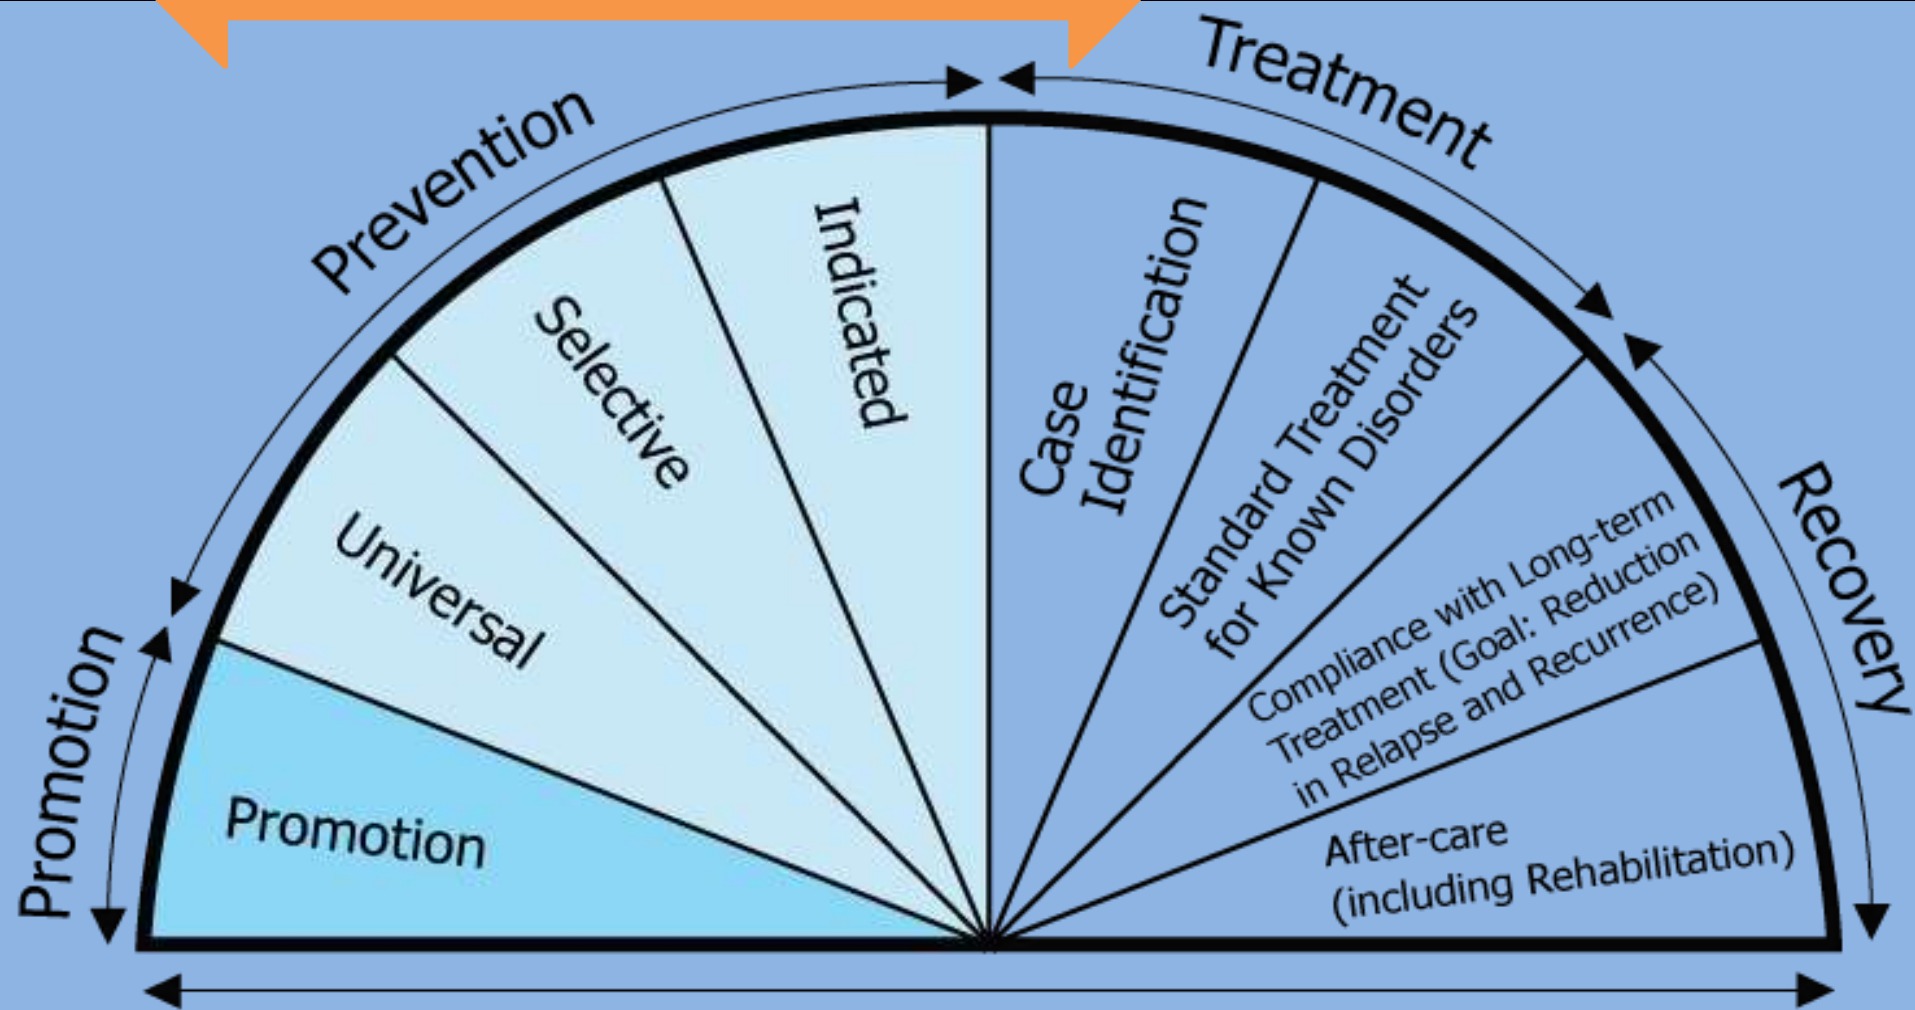 Promotion
Prevention
Treatment
Recovery
Promotion
Universal
Selective
Indicated
Case
Identification
Standard Treatment
for Known Disorders
Compliance with Long-term
Treatment (Goal: Reduction
in Relapse and Recurrence)
After-care
(including Rehabilitation)